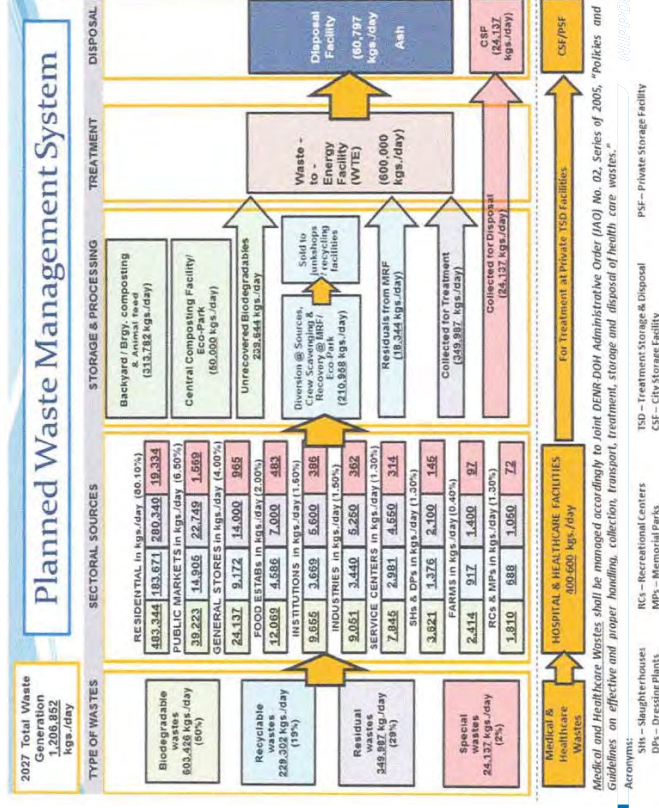 2027 Total Waste
Generation
1,206,852
kgs./day
Planned Waste Management System
TYPE OF WASTES
SECTORAL SOURCES
STORAGE & PROCESSING
TREATMENT
DISPOSAL
Biodegradable
wastes
603,426 kgs./day
(50%)
Recyclable
wastes
229,302 kgs./day
(19%)
Residual
wastes
349,987 kg./day
(29%)
Special
wastes
24,137 kgs./day
(2%)
RESIDENTIAL in kgs./day (80.10%)
483,344 183,671 280,340 19,334
PUBLIC MARKETS in kgs./day (6.50%)
39,223 14,905 22,749 1,569
GENERAL STORES in kgs./day (4.00%)
24,137 9,172 14,000 965
FOOD ESTABs in kgs./day (2.00%)
12,069 4,586 7,000 483
INSTITUTIONS in kgs./day (1.60%)
9,655 3,669 5,600 386
INDUSTRIES in kgs./day (1.50%)
9,051 3,440 5,250 362
SERVICE CENTERS in kgs./day (1.30%)
7,845 2,981 4,550 314
SHs & DPs in kgs./day (1.30%)
3,621 1,376 2,100 145
FARMS in kgs./day (0.40%)
2,414 917 1,400 97
RCs & MPs in kgs./day (1.30%)
1,810 688 1,050 72
Backyard / Brgy. composting
& Animal feed
(313,782 kgs./day)
Central Composting Facility/
Eco-Park
(50,000 kgs./day)
Unrecovered Biodegradables
239,644 kgs./day
Diversion @ Sources,
Crew Scavenging &
Recovery @ MRF/
Eco Park
(210,958 kgs./day)
Sold to
junkshops
/ recycling
facilities
Residuals from MRF
(18,344 kgs./day)
Collected for Treatment
(349,987 kgs./day)
Collected for Disposal
(24,137 kgs./day)
Waste -
to -
Energy
Facility
(WTE)
(600,000
kgs./day)
Disposal
Facility
(60,797
kgs./day)
Ash
CSF
(24,137
kgs./day)
Medical &
Healthcare
Wastes
HOSPITAL & HEALTHCARE FACILITIES
400-600 kgs./day
For Treatment at Private TSD Facilities
CSF/PSF
Medical and Healthcare Wastes shall be managed accordingly to Joint DENR-DOH Administrative Order (JAO) No. 02, Series of 2005, "Policies and
Guidelines on effective and proper handling, collection, transport, treatment, storage and disposal of health care wastes."
Acronyms:
SHs – Slaughterhouses
RCs – Recreational Centers
TSD – Treatment Storage & Disposal
PSF – Private Storage Facility
DPs – Dressing Plants
MPs – Memorial Parks
CSF – City Storage Facility